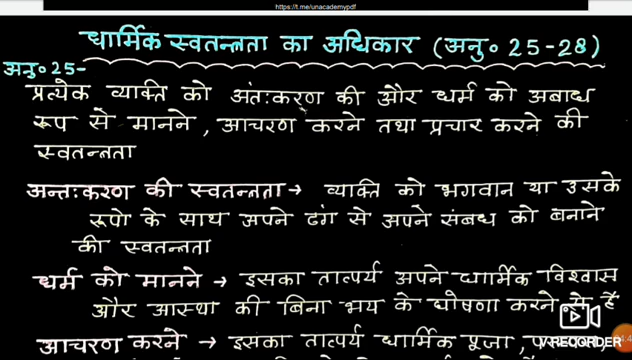 https://t.me/unacademypdf
धार्मिक स्वतन्त्रता का अधिकार (अनु० 25-28)
अनु० 25-
प्रत्येक व्यक्ति को अंतःकरण की और धर्म को अबाध
रूप से मानने, आचरण करने तथा प्रचार करने की
स्वतन्त्रता
अन्तःकरण की स्वतन्त्रता→ व्यक्ति को भगवान या उसके
रूपो के साथ अपने ढंग से अपने संबध को बनाने
की स्वतन्त्रता
धर्म को मानने → इसका तात्पर्य अपने धार्मिक विश्वास
और आस्था की बिना भय के घोषणा करने से हैं
आचरण करने → इसका तात्पर्य धार्मिक पूजा,
V RECORDER